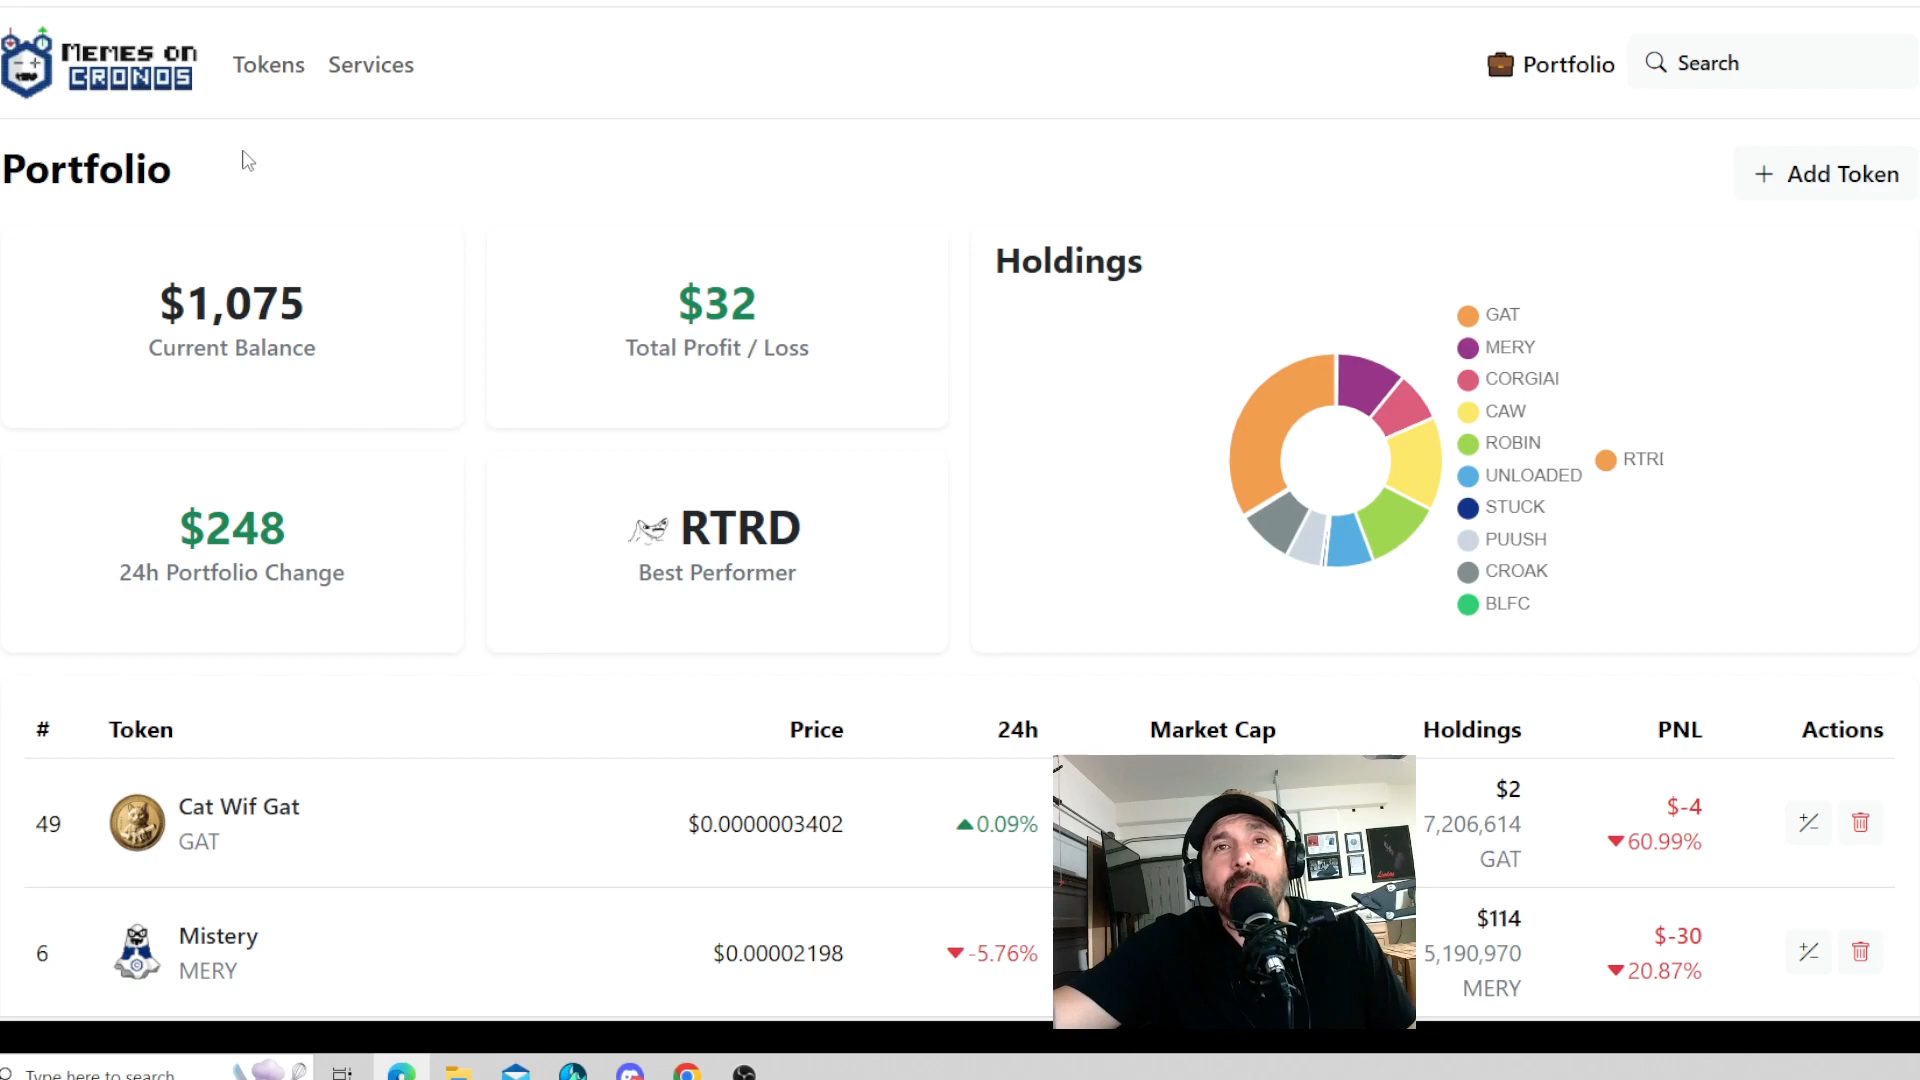 MEMES ON
CRONOS
Tokens
Services
Portfolio
Search
Portfolio
+ Add Token
$1,075
Current Balance
$32
Total Profit / Loss
$248
24h Portfolio Change
RTRD
Best Performer
Holdings
GAT
MERY
CORGIAI
CAW
ROBIN
UNLOADED
STUCK
PUUSH
CROAK
BLFC
RTRI
# Token Price 24h Market Cap Holdings PNL Actions
49 Cat Wif Gat
GAT
$0.0000003402
0.09%
$2
7,206,614
GAT
$-4
60.99%
6 Mistery
MERY
$0.00002198
-5.76%
$114
5,190,970
MERY
$-30
20.87%
Type here to search